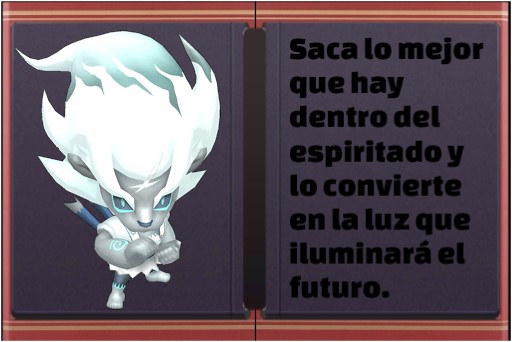 Saca lo mejor
que hay
dentro del
espiritado y
lo convierte
en la luz que
iluminará el
futuro.